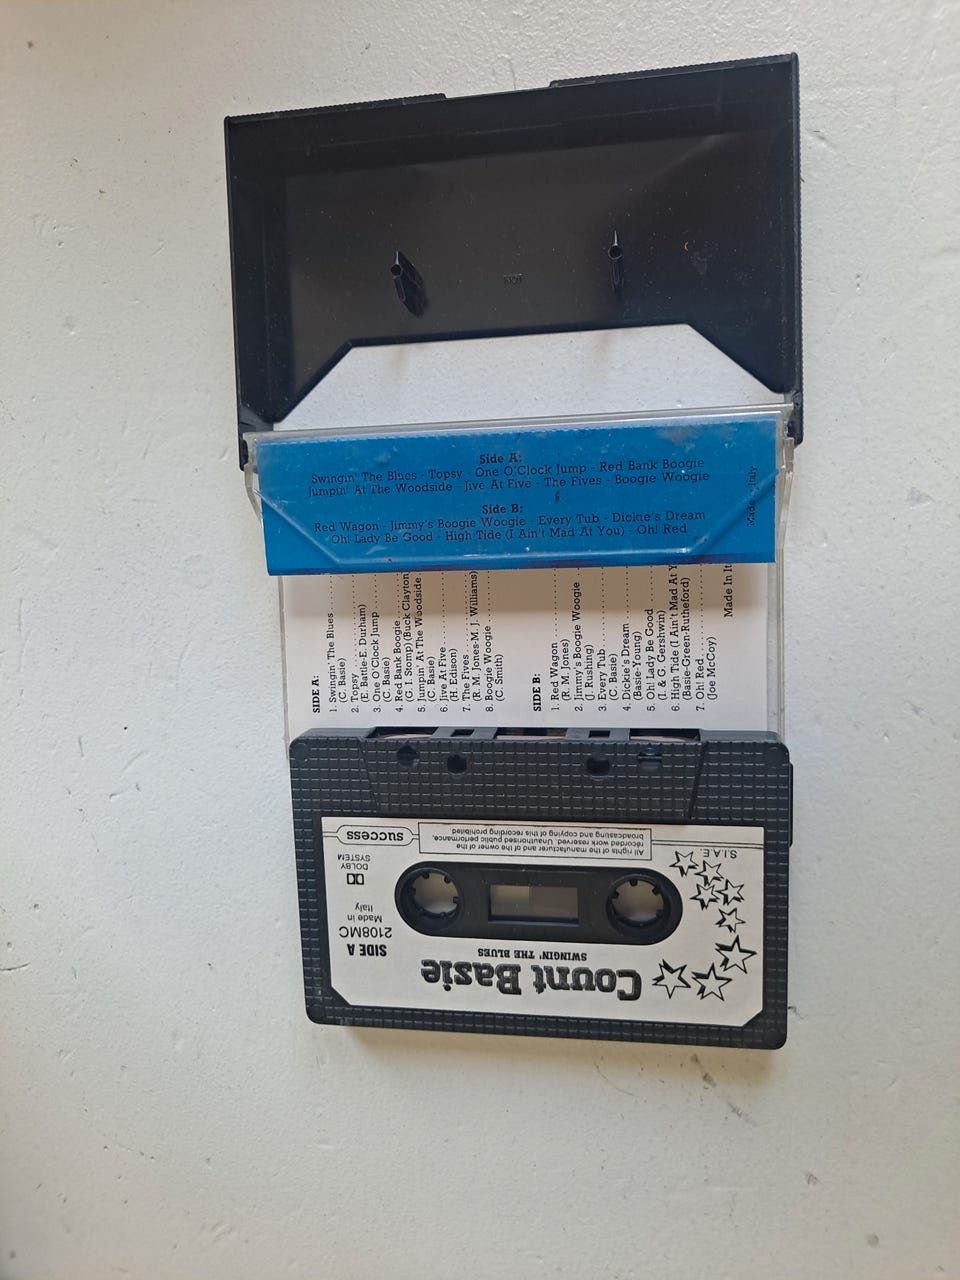 Side A:
Swingin' The Blues - Topsy - One O'Clock Jump - Red Bank Boogie
Jumpin' At The Woodside - Jive At Five - The Fives - Boogie Woogie
Side B:
Red Wagon - Jimmy's Boogie Woogie - Every Tub - Dickie's Dream
Oh! Lady Be Good - High Tide (I Ain't Mad At You) - Oh! Red
Made in Italy
SIDE A:
1. Swingin' The Blues
(C. Basie)
2. Topsy
(E. Battle-E. Durham)
3. One O'Clock Jump
(C. Basie)
4. Red Bank Boogie
(G. I. Stomp) (Buck Clayton
5. Jumpin' At The Woodside
(C. Basie)
6. Jive At Five
(H. Edison)
7. The Fives
(R. M. Jones-M. J. Williams)
8. Boogie Woogie
(C. Smith)
SIDE B:
1. Red Wagon
(R. M. Jones)
2. Jimmy's Boogie Woogie
(J. Rushing)
3. Every Tub
(C. Basie)
4. Dickie's Dream
(Basie-Young)
5. Oh! Lady Be Good
(I. & G. Gershwin)
6. High Tide (I Ain't Mad At Y
(Basie-Green-Rutheford)
7. Oh! Red
(Joe McCoy)
Made In It
Count Basie
SWINGIN' THE BLUES
SIDE A
2108MC
Made in
Italy
DOLBY
SYSTEM
S.I.A.E.
All rights of the manufacturer and of the owner of the
recorded work reserved. Unauthorised public performance,
broadcasting and copying of this recording prohibited.
success